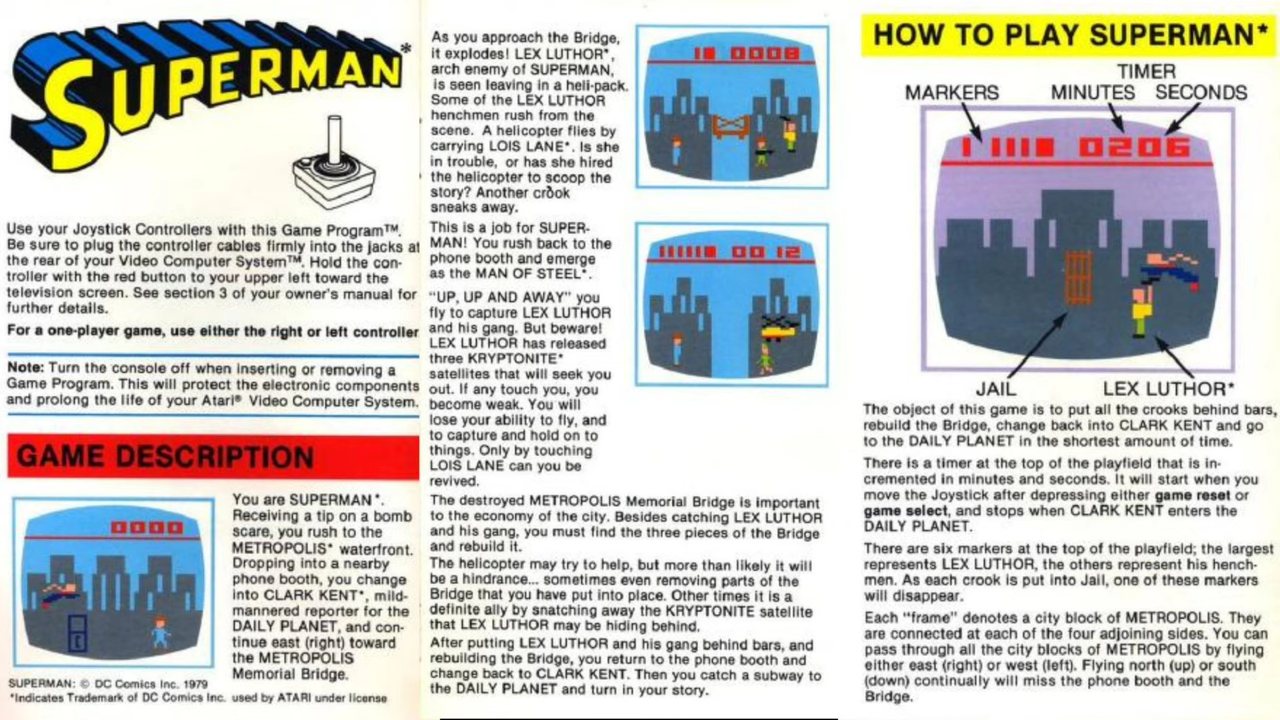 SUPERMAN*
Use your Joystick Controllers with this Game Program™.
Be sure to plug the controller cables firmly into the jacks at
the rear of your Video Computer System™. Hold the con-
troller with the red button to your upper left toward the
television screen. See section 3 of your owner's manual for
further details.
For a one-player game, use either the right or left controller
Note: Turn the console off when inserting or removing a
Game Program. This will protect the electronic components
and prolong the life of your Atari® Video Computer System.
GAME DESCRIPTION
0000
You are SUPERMAN*.
Receiving a tip on a bomb
scare, you rush to the
METROPOLIS* waterfront.
Dropping into a nearby
phone booth, you change
into CLARK KENT*, mild-
mannered reporter for the
DAILY PLANET, and con-
tinue east (right) toward
the METROPOLIS
Memorial Bridge.
SUPERMAN: © DC Comics Inc. 1979
*Indicates Trademark of DC Comics Inc. used by ATARI under license
As you approach the Bridge,
it explodes! LEX LUTHOR*,
arch enemy of SUPERMAN,
is seen leaving in a heli-pack.
Some of the LEX LUTHOR
henchmen rush from the
scene. A helicopter flies by
carrying LOIS LANE*. Is she
in trouble, or has she hired
the helicopter to scoop the
story? Another crook
sneaks away.
This is a job for SUPER-
MAN! You rush back to the
phone booth and emerge
as the MAN OF STEEL*.
"UP, UP AND AWAY" you
fly to capture LEX LUTHOR
and his gang. But beware!
LEX LUTHOR has released
three KRYPTONITE*
satellites that will seek you
out. If any touch you, you
become weak. You will
lose your ability to fly, and
to capture and hold on to
things. Only by touching
LOIS LANE can you be
revived.
0008
00 12
The destroyed METROPOLIS Memorial Bridge is important
to the economy of the city. Besides catching LEX LUTHOR
and his gang, you must find the three pieces of the Bridge
and rebuild it.
The helicopter may try to help, but more than likely it will
be a hindrance... sometimes even removing parts of the
Bridge that you have put into place. Other times it is a
definite ally by snatching away the KRYPTONITE satellite
that LEX LUTHOR may be hiding behind.
After putting LEX LUTHOR and his gang behind bars, and
rebuilding the Bridge, you return to the phone booth and
change back to CLARK KENT. Then you catch a subway to
the DAILY PLANET and turn in your story.
HOW TO PLAY SUPERMAN*
TIMER
MARKERS MINUTES SECONDS
0206
JAIL LEX LUTHOR*
The object of this game is to put all the crooks behind bars,
rebuild the Bridge, change back into CLARK KENT and go
to the DAILY PLANET in the shortest amount of time.
There is a timer at the top of the playfield that is in-
cremented in minutes and seconds. It will start when you
move the Joystick after depressing either game reset or
game select, and stops when CLARK KENT enters the
DAILY PLANET.
There are six markers at the top of the playfield; the largest
represents LEX LUTHOR, the others represent his hench-
men. As each crook is put into Jail, one of these markers
will disappear.
Each "frame" denotes a city block of METROPOLIS. They
are connected at each of the four adjoining sides. You can
pass through all the city blocks of METROPOLIS by flying
either east (right) or west (left). Flying north (up) or south
(down) continually will miss the phone booth and the
Bridge.